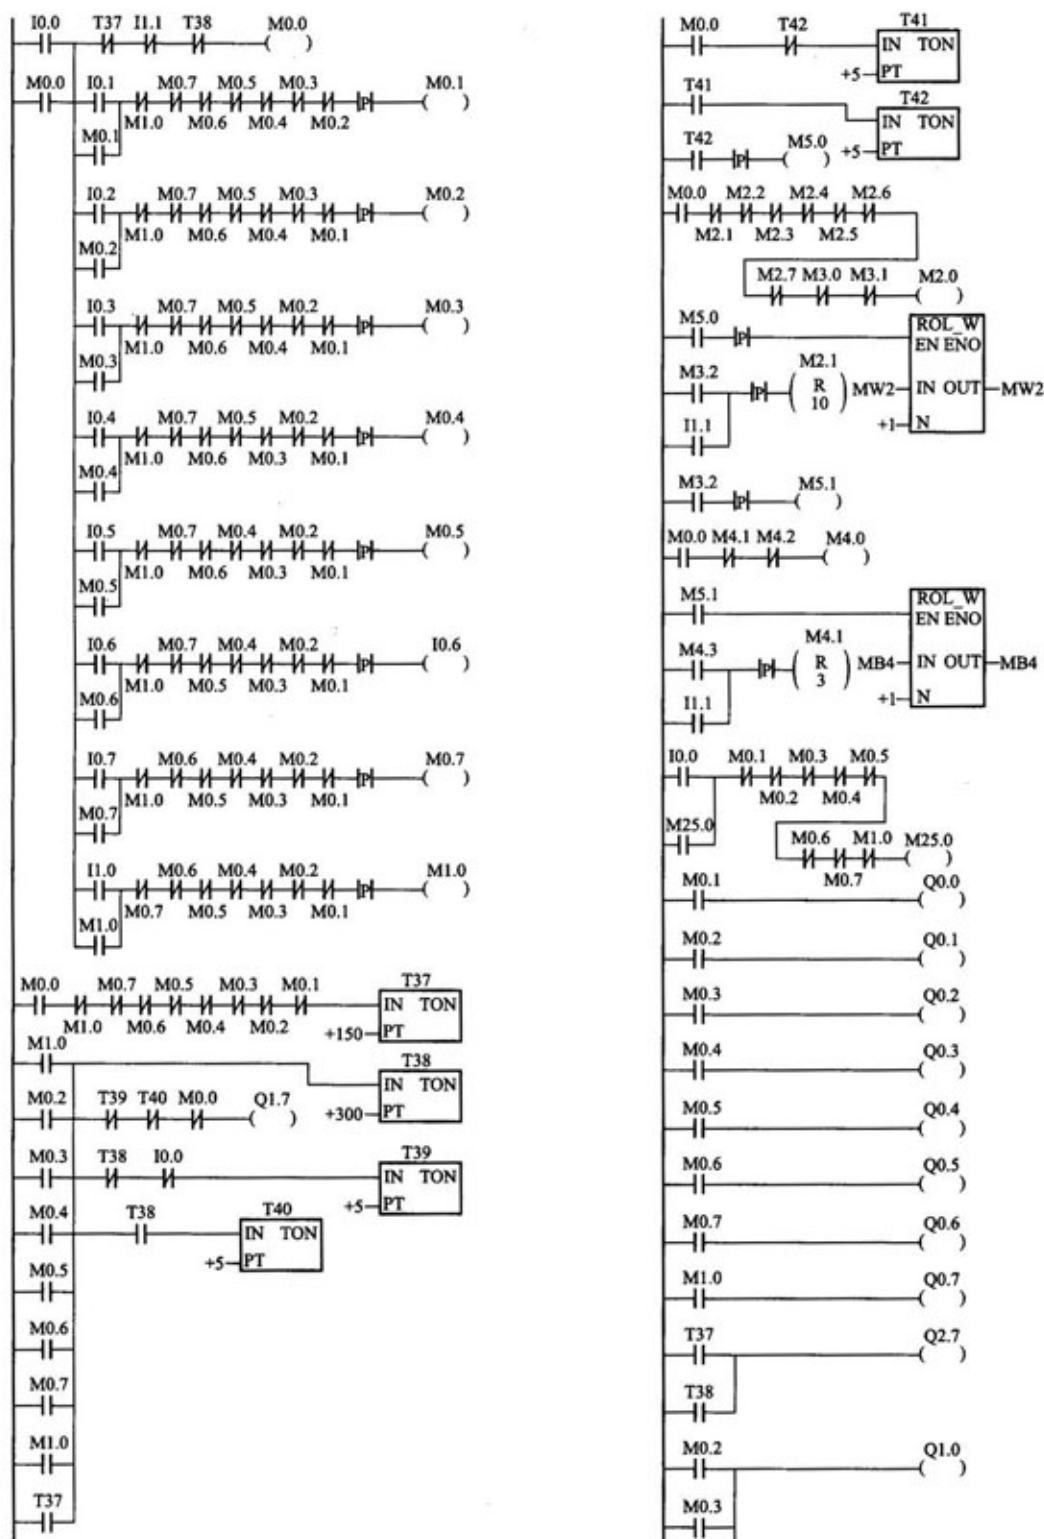 I0.0 T37 I1.1 T38 M0.0
M0.0 I0.1 M0.7 M0.5 M0.3 M0.1
P
M1.0 M0.6 M0.4 M0.2
M0.1
I0.2 M0.7 M0.5 M0.3 M0.2
P
M1.0 M0.6 M0.4 M0.1
M0.2
I0.3 M0.7 M0.5 M0.2 M0.3
P
M1.0 M0.6 M0.4 M0.1
M0.3
I0.4 M0.7 M0.5 M0.2 M0.4
P
M1.0 M0.6 M0.3 M0.1
M0.4
I0.5 M0.7 M0.4 M0.2 M0.5
P
M1.0 M0.6 M0.3 M0.1
M0.5
I0.6 M0.7 M0.4 M0.2 I0.6
P
M1.0 M0.5 M0.3 M0.1
M0.6
I0.7 M0.6 M0.4 M0.2 M0.7
P
M1.0 M0.5 M0.3 M0.1
M0.7
I1.0 M0.6 M0.4 M0.2 M1.0
P
M0.7 M0.5 M0.3 M0.1
M1.0
M0.0 M0.7 M0.5 M0.3 M0.1 T37
IN TON
M1.0 M0.6 M0.4 M0.2 +150 PT
M1.0 T38
IN TON
+300 PT
M0.2 T39 T40 M0.0 Q1.7
M0.3 T38 I0.0 T39
IN TON
+5 PT
M0.4 T38 T40
IN TON
+5 PT
M0.5
M0.6
M0.7
M1.0
T37
M0.0 T42 T41
IN TON
+5 PT
T41 T42
IN TON
+5 PT
T42 P M5.0
M0.0 M2.2 M2.4 M2.6
M2.1 M2.3 M2.5
M2.7 M3.0 M3.1 M2.0
M5.0 P ROL_W
EN ENO
M3.2 P M2.1
R
10
MW2 IN OUT MW2
I1.1 +1 N
M3.2 P M5.1
M0.0 M4.1 M4.2 M4.0
M5.1 ROL_W
EN ENO
M4.3 P M4.1
R
3
MB4 IN OUT MB4
I1.1 +1 N
I0.0 M0.1 M0.3 M0.5
M0.2 M0.4
M25.0 M0.6 M1.0 M25.0
M0.7
M0.1 Q0.0
M0.2 Q0.1
M0.3 Q0.2
M0.4 Q0.3
M0.5 Q0.4
M0.6 Q0.5
M0.7 Q0.6
M1.0 Q0.7
T37 Q2.7
T38
M0.2 Q1.0
M0.3